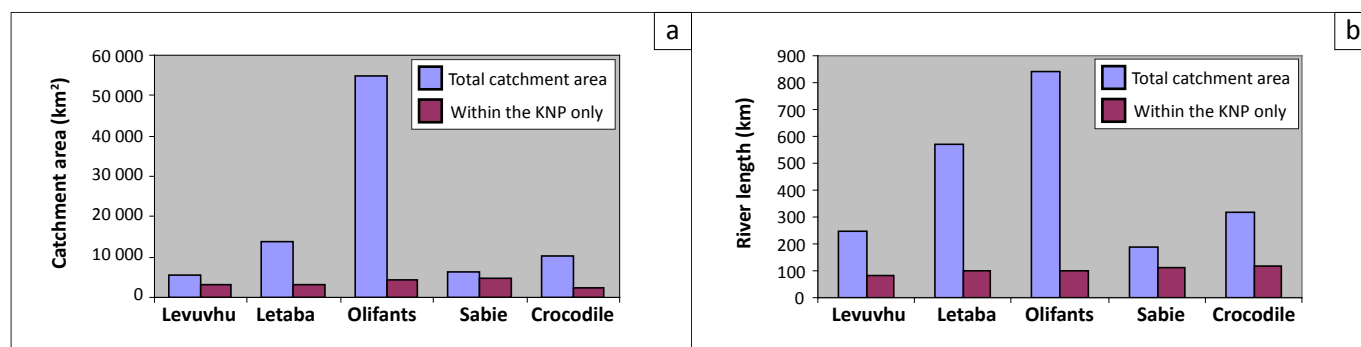 a
Catchment area (km²)
60 000
50 000
40 000
30 000
20 000
10 000
0
Total catchment area
Within the KNP only
Levuvhu Letaba Olifants Sabie Crocodile
b
River length (km)
900
800
700
600
500
400
300
200
100
0
Total catchment area
Within the KNP only
Levuvhu Letaba Olifants Sabie Crocodile